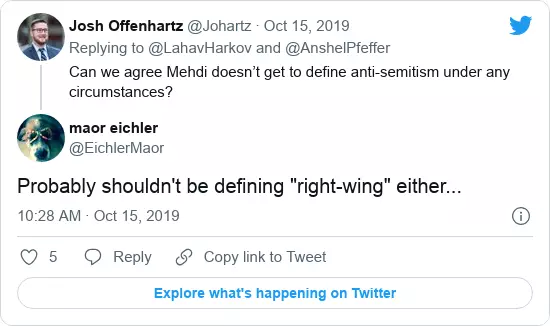 Josh Offenhartz @Johartz · Oct 15, 2019
Replying to @LahavHarkov and @AnshelPfeffer
Can we agree Mehdi doesn’t get to define anti-semitism under any
circumstances?
maor eichler
@EichlerMaor
Probably shouldn't be defining "right-wing" either...
10:28 AM · Oct 15, 2019
5 Reply Copy link to Tweet
Explore what's happening on Twitter